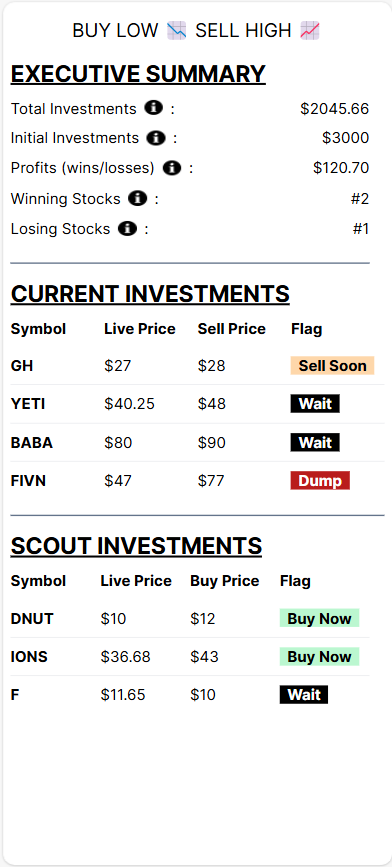 BUY LOW 📉 SELL HIGH 📈
EXECUTIVE SUMMARY
Total Investments ℹ : $2045.66
Initial Investments ℹ : $3000
Profits (wins/losses) ℹ : $120.70
Winning Stocks ℹ : #2
Losing Stocks ℹ : #1
CURRENT INVESTMENTS
Symbol Live Price Sell Price Flag
GH $27 $28 Sell Soon
YETI $40.25 $48 Wait
BABA $80 $90 Wait
FIVN $47 $77 Dump
SCOUT INVESTMENTS
Symbol Live Price Buy Price Flag
DNUT $10 $12 Buy Now
IONS $36.68 $43 Buy Now
F $11.65 $10 Wait